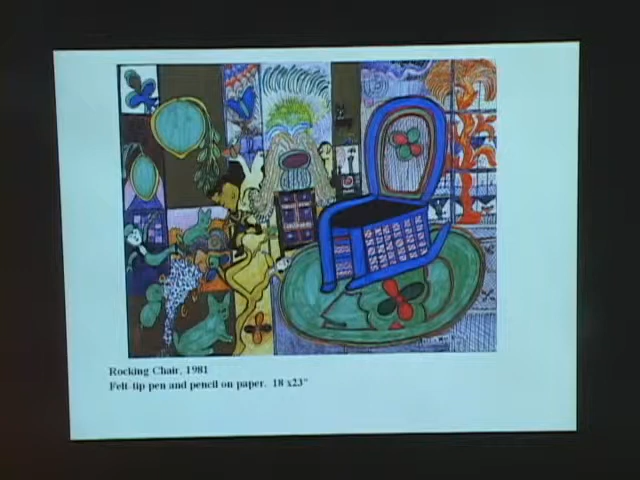 Rocking Chair, 1981
Felt-tip pen and pencil on paper. 18 x23"